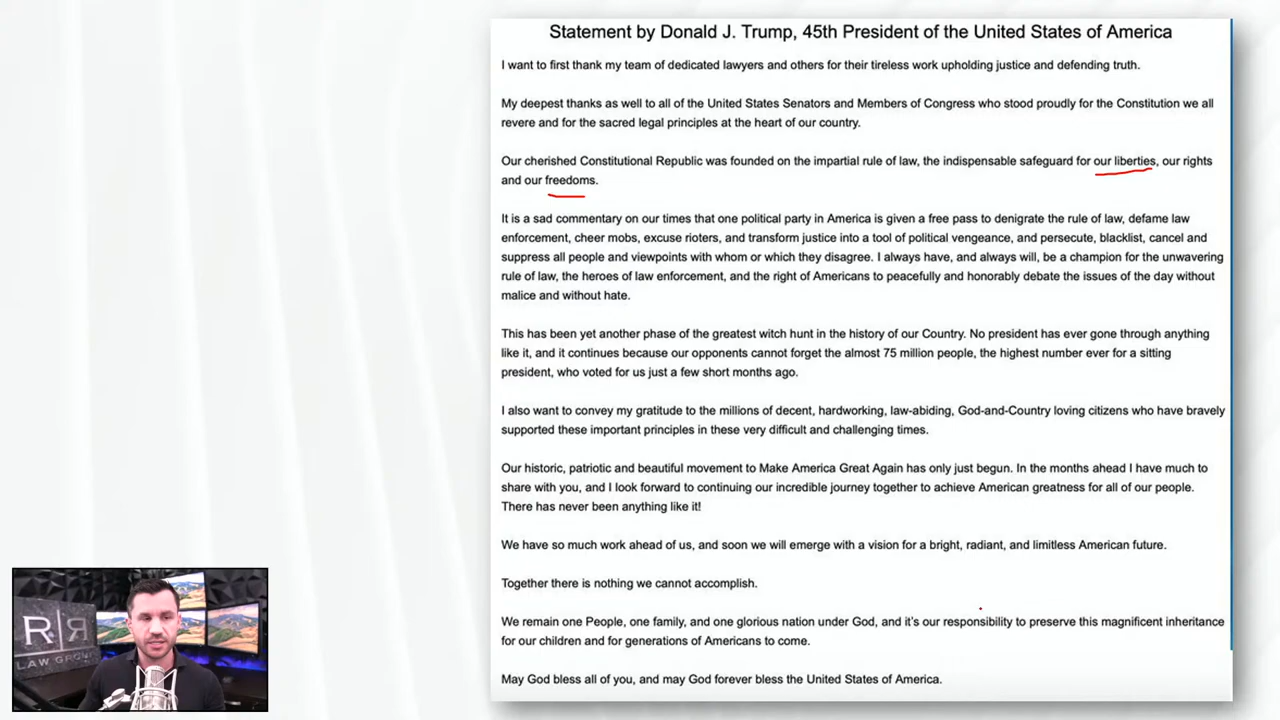 Statement by Donald J. Trump, 45th President of the United States of America
I want to first thank my team of dedicated lawyers and others for their tireless work upholding justice and defending truth.
My deepest thanks as well to all of the United States Senators and Members of Congress who stood proudly for the Constitution we all
revere and for the sacred legal principles at the heart of our country.
Our cherished Constitutional Republic was founded on the impartial rule of law, the indispensable safeguard for our liberties, our rights
and our freedoms.
It is a sad commentary on our times that one political party in America is given a free pass to denigrate the rule of law, defame law
enforcement, cheer mobs, excuse rioters, and transform justice into a tool of political vengeance, and persecute, blacklist, cancel and
suppress all people and viewpoints with whom or which they disagree. I always have, and always will, be a champion for the unwavering
rule of law, the heroes of law enforcement, and the right of Americans to peacefully and honorably debate the issues of the day without
malice and without hate.
This has been yet another phase of the greatest witch hunt in the history of our Country. No president has ever gone through anything
like it, and it continues because our opponents cannot forget the almost 75 million people, the highest number ever for a sitting
president, who voted for us just a few short months ago.
I also want to convey my gratitude to the millions of decent, hardworking, law-abiding, God-and-Country loving citizens who have bravely
supported these important principles in these very difficult and challenging times.
Our historic, patriotic and beautiful movement to Make America Great Again has only just begun. In the months ahead I have much to
share with you, and I look forward to continuing our incredible journey together to achieve American greatness for all of our people.
There has never been anything like it!
We have so much work ahead of us, and soon we will emerge with a vision for a bright, radiant, and limitless American future.
Together there is nothing we cannot accomplish.
We remain one People, one family, and one glorious nation under God, and it's our responsibility to preserve this magnificent inheritance
for our children and for generations of Americans to come.
May God bless all of you, and may God forever bless the United States of America.
R|R
LAW GROUP